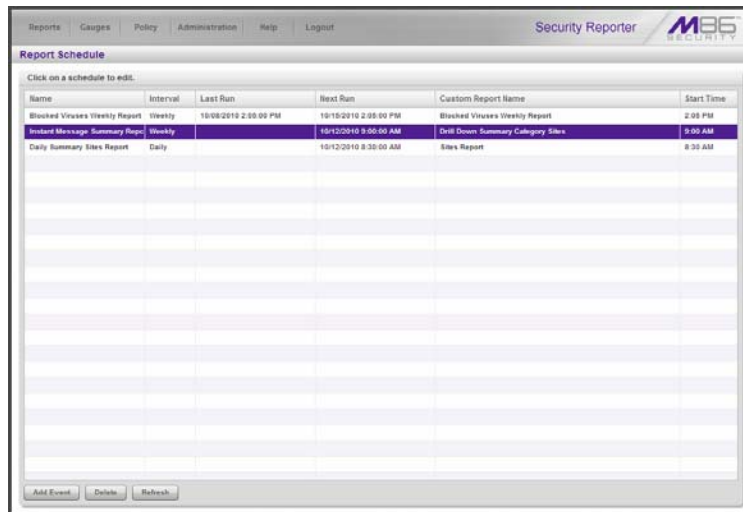 Reports Gauges Policy Administration Help Logout Security Reporter M86 SECURITY
Report Schedule
Click on a schedule to edit.
Name Interval Last Run Next Run Custom Report Name Start Time
Blocked Viruses Weekly Report Weekly 10/08/2010 2:05:00 PM 10/15/2010 2:05:00 PM Blocked Viruses Weekly Report 2:05 PM
Instant Message Summary Repo Weekly 10/12/2010 9:00:00 AM Drill Down Summary Category Sites 9:00 AM
Daily Summary Sites Report Daily 10/12/2010 8:30:00 AM Sites Report 8:30 AM
Add Event Delete Refresh